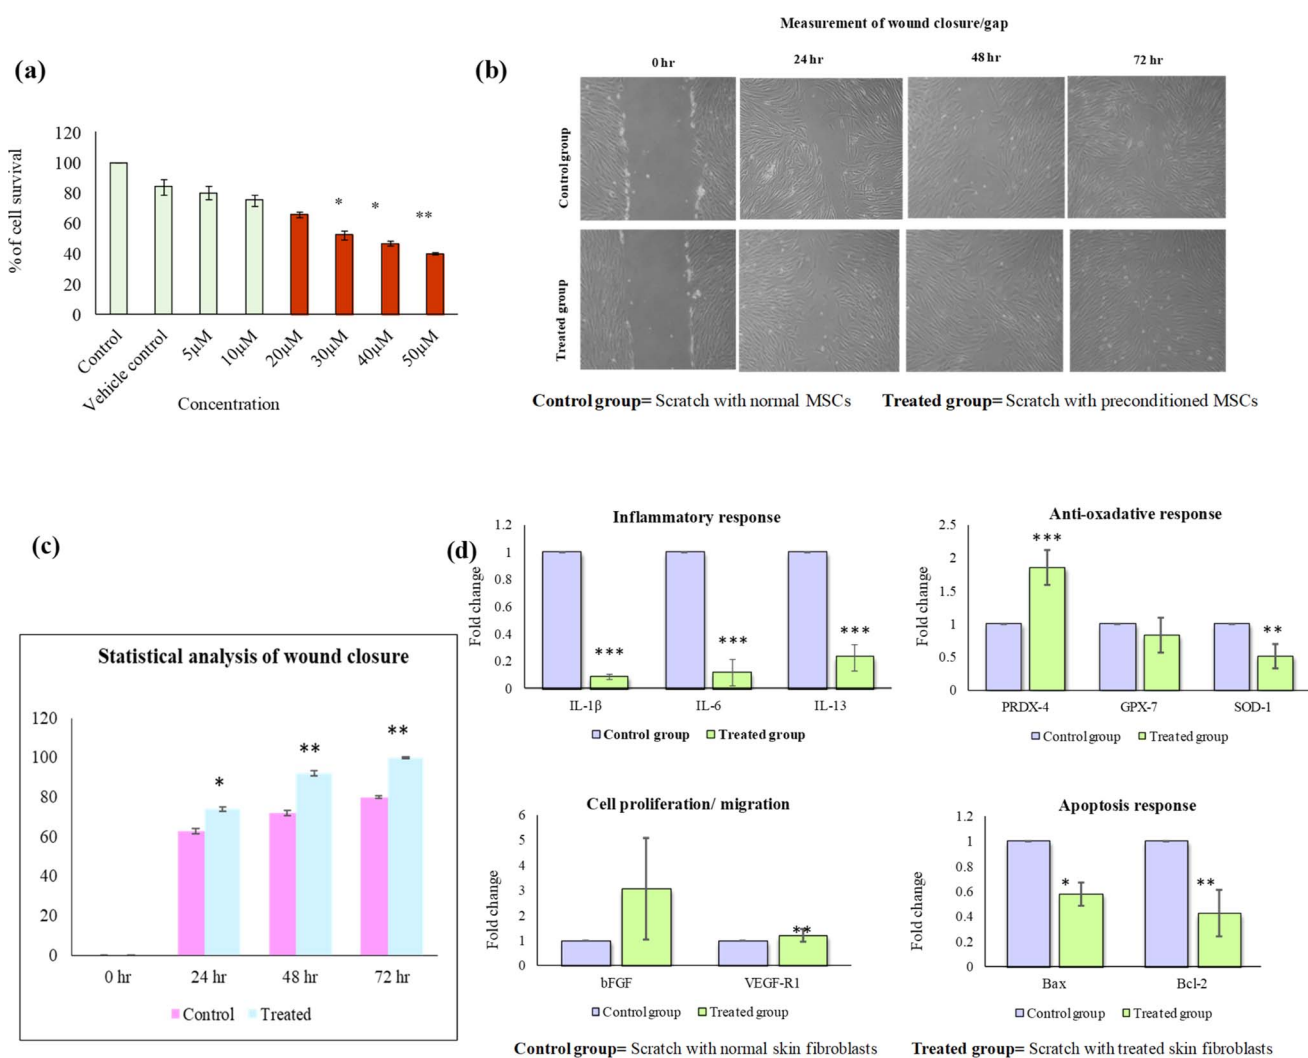 (a)
120
100
80
60
40
20
0
% of cell survival
*
*
**
Control
Vehicle control
5µM
10µM
20µM
30µM
40µM
50µM
Concentration
(b)
Measurement of wound closure/gap
0 hr
24 hr
48 hr
72 hr
Control group
Treated group
Control group= Scratch with normal MSCs
Treated group= Scratch with preconditioned MSCs
(c)
Statistical analysis of wound closure
120
100
80
60
40
20
0
*
**
**
0 hr
24 hr
48 hr
72 hr
Control
Treated
(d)
Inflammatory response
1.2
1
0.8
0.6
0.4
0.2
0
Fold change
***
***
***
IL-1β
IL-6
IL-13
Control group
Treated group
Anti-oxadative response
2.5
2
1.5
1
0.5
0
Fold change
***
**
PRDX-4
GPX-7
SOD-1
Control group
Treated group
Cell proliferation/ migration
6
5
4
3
2
1
0
Fold change
**
bFGF
VEGF-R1
Control group
Treated group
Apoptosis response
1.2
1
0.8
0.6
0.4
0.2
0
Fold change
*
**
Bax
Bcl-2
Control group
Treated group
Control group= Scratch with normal skin fibroblasts
Treated group= Scratch with treated skin fibroblasts